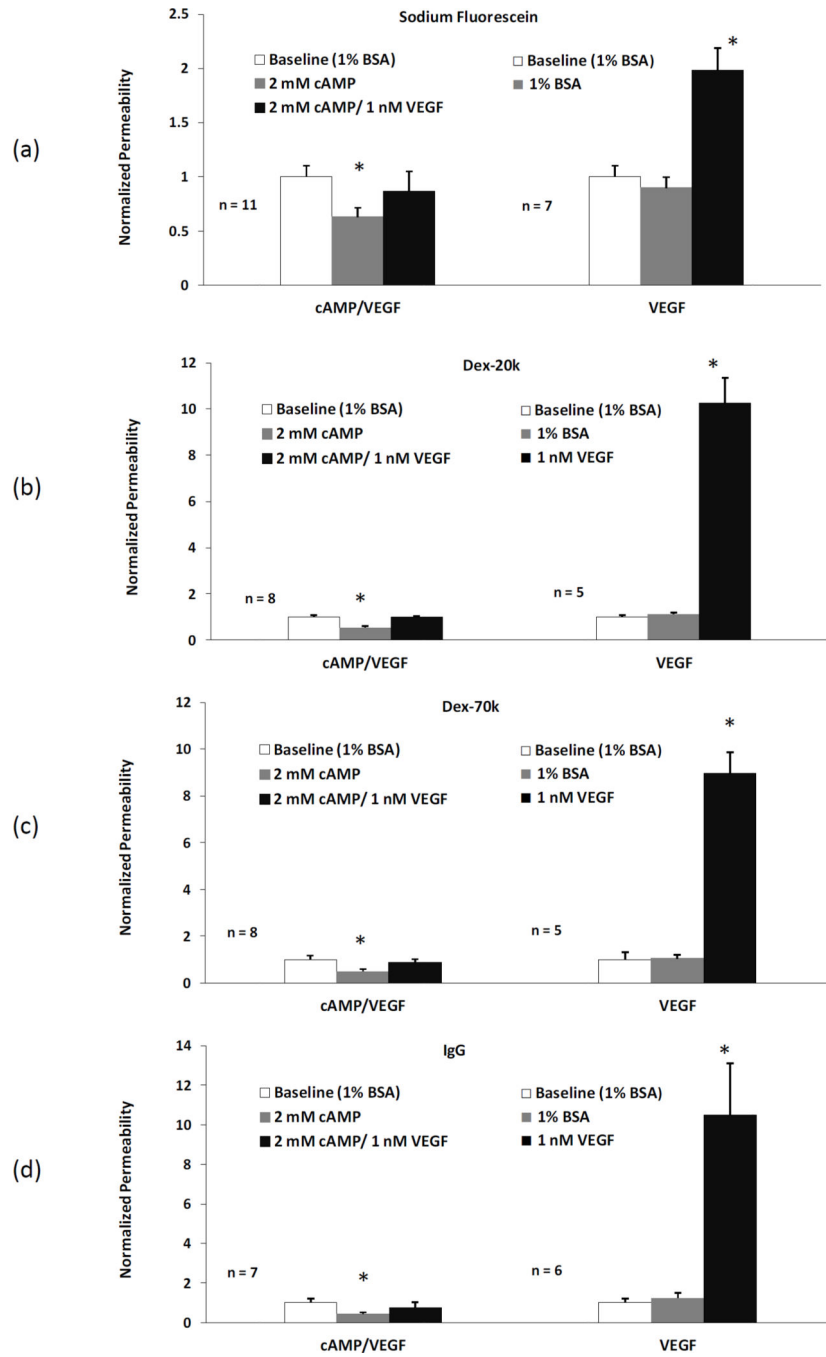 (a)
Sodium Fluorescein
Normalized Permeability
2.5
2
1.5
1
0.5
0
Baseline (1% BSA)
2 mM cAMP
2 mM cAMP/ 1 nM VEGF
Baseline (1% BSA)
1% BSA
*
*
n = 11
n = 7
cAMP/VEGF
VEGF
(b)
Dex-20k
Normalized Permeability
12
10
8
6
4
2
0
Baseline (1% BSA)
2 mM cAMP
2 mM cAMP/ 1 nM VEGF
Baseline (1% BSA)
1% BSA
1 nM VEGF
*
*
n = 8
n = 5
cAMP/VEGF
VEGF
(c)
Dex-70k
Normalized Permeability
12
10
8
6
4
2
0
Baseline (1% BSA)
2 mM cAMP
2 mM cAMP/ 1 nM VEGF
Baseline (1% BSA)
1% BSA
1 nM VEGF
*
*
n = 8
n = 5
cAMP/VEGF
VEGF
(d)
IgG
Normalized Permeability
14
12
10
8
6
4
2
0
Baseline (1% BSA)
2 mM cAMP
2 mM cAMP/ 1 nM VEGF
Baseline (1% BSA)
1% BSA
1 nM VEGF
*
*
n = 7
n = 6
cAMP/VEGF
VEGF